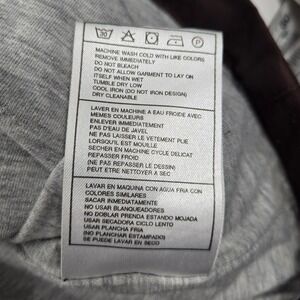 30 P
MACHINE WASH COLD WITH LIKE COLORS
REMOVE IMMEDIATELY
DO NOT BLEACH
DO NOT ALLOW GARMENT TO LAY ON
ITSELF WHEN WET
TUMBLE DRY LOW
COOL IRON (DO NOT IRON DESIGN)
DRY CLEANABLE
LAVER EN MACHINE A EAU FROIDE AVEC
MEMES COULEURS
ENLEVER IMMEDIATEMENT
PAS D'EAU DE JAVEL
NE PAS LAISSER LE VETEMENT PLIE
LORSQU'IL EST MOUILLE
SECHER EN MACHINE CYCLE DELICAT
REPASSER FROID
(NE PAS REPASSER LE DESSIN)
PEUT ÊTRE NETTOYER A SEC
LAVAR EN MAQUINA CON AGUA FRIA CON
COLORES SIMILARES
SACAR INMEDIATAMENTE
NO USAR BLANQUEADORES
NO DOBLAR PRENDA ESTANDO MOJADA
USAR SECADORA CICLO LENTO
USAR PLANCHA FRIA
(NO PLANCHAR ESTAMPADO)
SE PUEDE LAVAR EN SECO